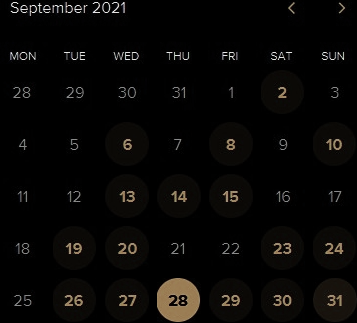 September 2021
MON TUE WED THU FRI SAT SUN
28 29 30 31 1 2 3
4 5 6 7 8 9 10
11 12 13 14 15 16 17
18 19 20 21 22 23 24
25 26 27 28 29 30 31